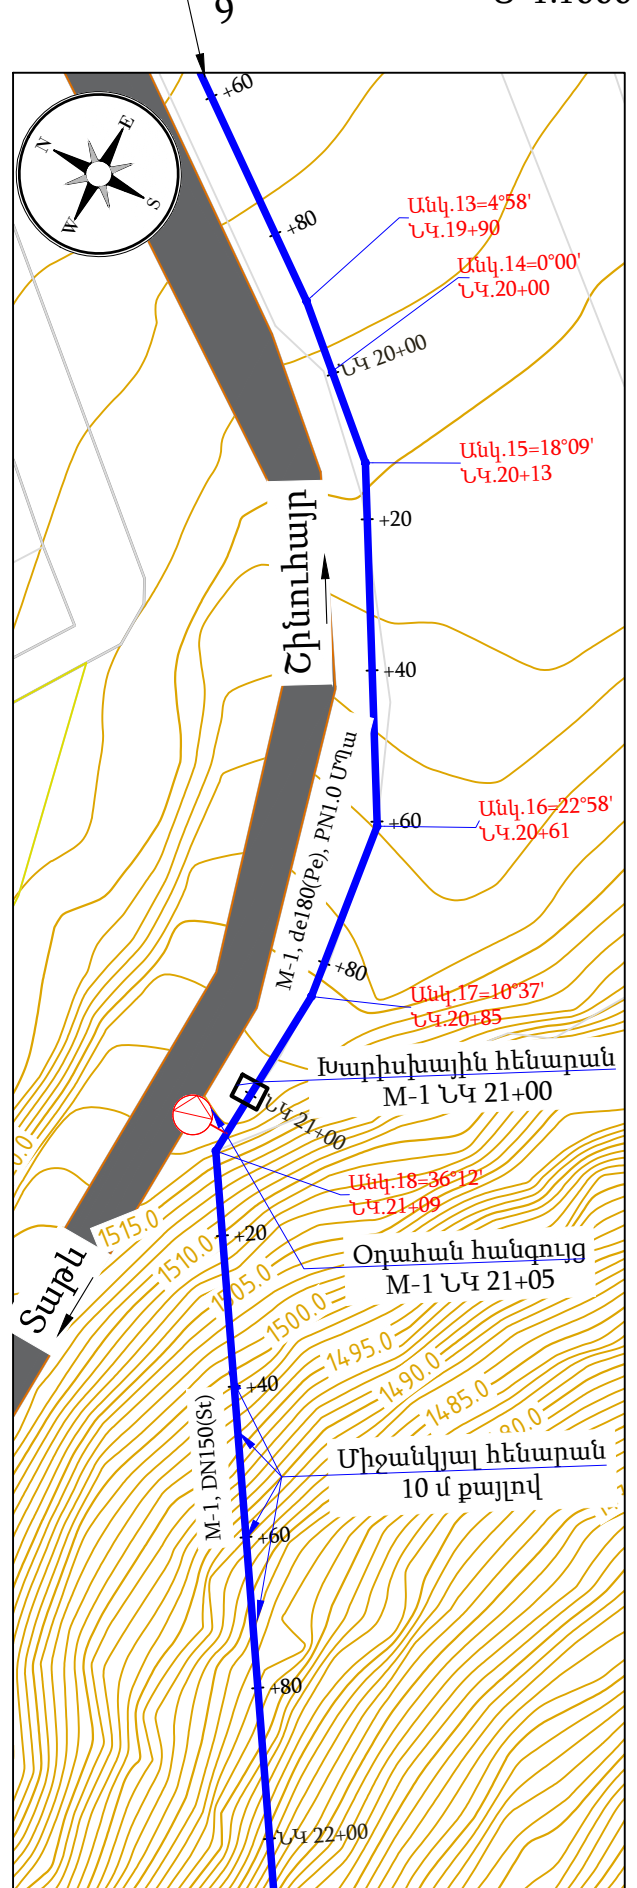 9
+60
N
E
S
W
+80
Անկ.13=4°58'
ՆԿ.19+90
Անկ.14=0°00'
ՆԿ.20+00
ՆԿ 20+00
Անկ.15=18°09'
ՆԿ.20+13
+20
Շինուհայր
+40
M-1, de180(Pe), PN1.0 ՄՊա
Անկ.16=22°58'
ՆԿ.20+61
+60
+80
Անկ.17=10°37'
ՆԿ.20+85
Խարիսխային հենարան
M-1 ՆԿ 21+00
ՆԿ 21+00
Անկ.18=36°12'
ՆԿ.21+09
1515.0
+20
Օդահան հանգույց
M-1 ՆԿ 21+05
1510.0
1505.0
Տաթև
1500.0
1495.0
1490.0
+40
1485.0
M-1, DN150(St)
Միջանկյալ հենարան
10 մ քայլով
+60
+80
ՆԿ 22+00